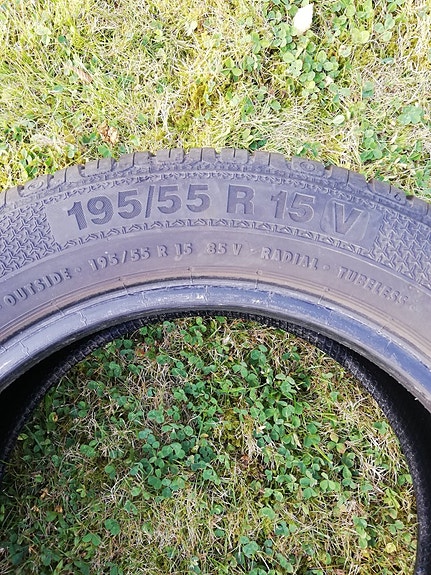 195/55 R 15 V
OUTSIDE · 195/55 R 15 85 V · RADIAL · TUBELESS